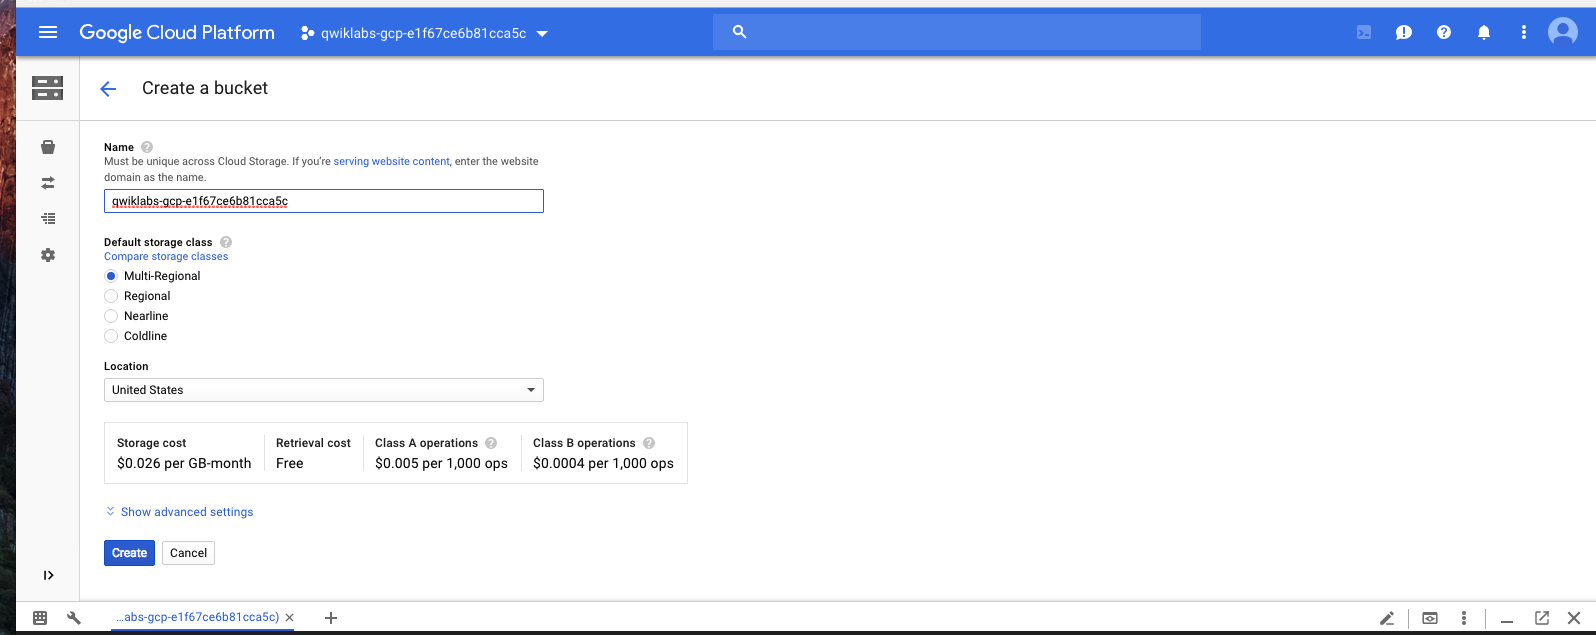 Google Cloud Platform
qwiklabs-gcp-e1f67ce6b81cca5c
Create a bucket
Name
Must be unique across Cloud Storage. If you're serving website content, enter the website
domain as the name.
qwiklabs-gcp-e1f67ce6b81cca5c
Default storage class
Compare storage classes
Multi-Regional
Regional
Nearline
Coldline
Location
United States
Storage cost Retrieval cost Class A operations Class B operations
$0.026 per GB-month Free $0.005 per 1,000 ops $0.0004 per 1,000 ops
Show advanced settings
Create Cancel
...abs-gcp-e1f67ce6b81cca5c)